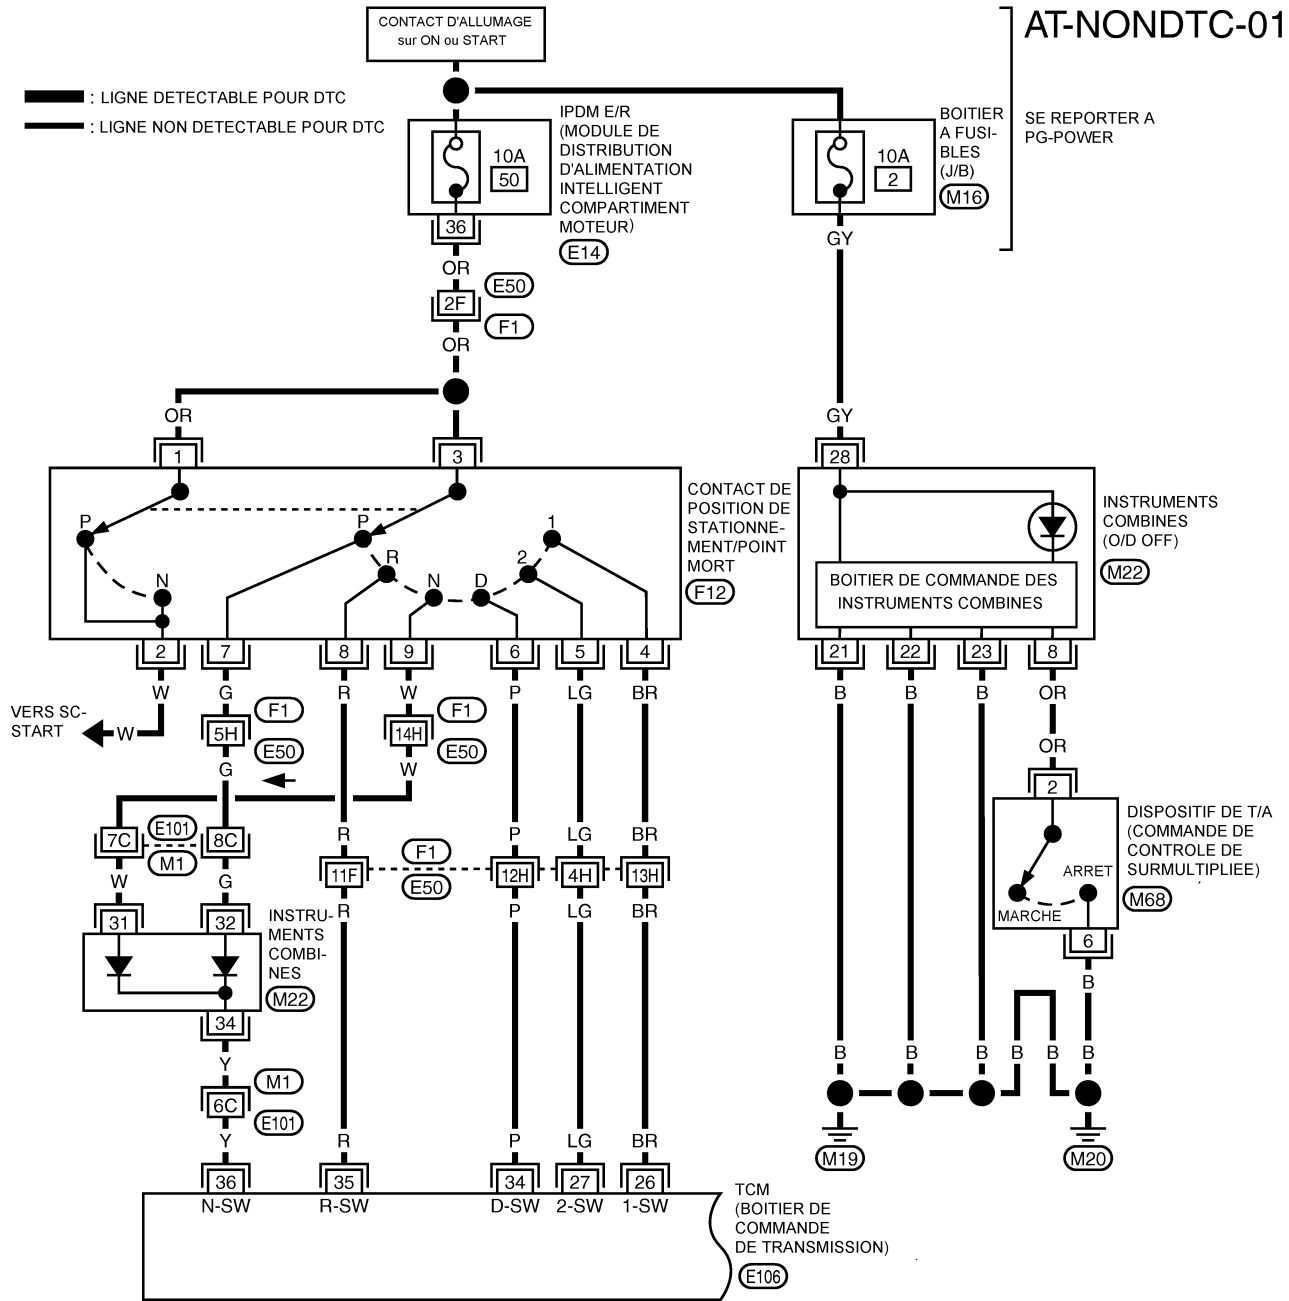 AT-NONDTC-01
CONTACT D'ALLUMAGE
sur ON ou START
: LIGNE DETECTABLE POUR DTC
: LIGNE NON DETECTABLE POUR DTC
IPDM E/R
(MODULE DE
DISTRIBUTION
D'ALIMENTATION
INTELLIGENT
COMPARTIMENT
MOTEUR)
E14
10A
50
36
BOITIER
A FUSI-
BLES
(J/B)
M16
10A
2
SE REPORTER A
PG-POWER
GY
OR
E50
2F
F1
OR
OR
GY
1
3
28
P
N
P
R
N
D
2
1
CONTACT DE
POSITION DE
STATIONNE-
MENT/POINT
MORT
F12
INSTRUMENTS
COMBINES
(O/D OFF)
M22
BOITIER DE COMMANDE DES
INSTRUMENTS COMBINES
2
7
8
9
6
5
4
21
22
23
8
W
G
R
W
P
LG
BR
B
B
B
OR
VERS SC-
START
W
F1
5H
E50
F1
14H
E50
G
W
OR
2
DISPOSITIF DE T/A
(COMMANDE DE
CONTROLE DE
SURMULTIPLIEE)
M68
ARRET
MARCHE
6
B
7C
E101
M1
8C
R
P
LG
BR
11F
F1
E50
12H
4H
13H
W
G
R
P
LG
BR
31
32
INSTRU-
MENTS
COMBI-
NES
M22
34
Y
M1
6C
E101
Y
R
P
LG
BR
B
B
B
B
B
B
M19
M20
36
35
34
27
26
N-SW
R-SW
D-SW
2-SW
1-SW
TCM
(BOITIER DE
COMMANDE
DE TRANSMISSION)
E106